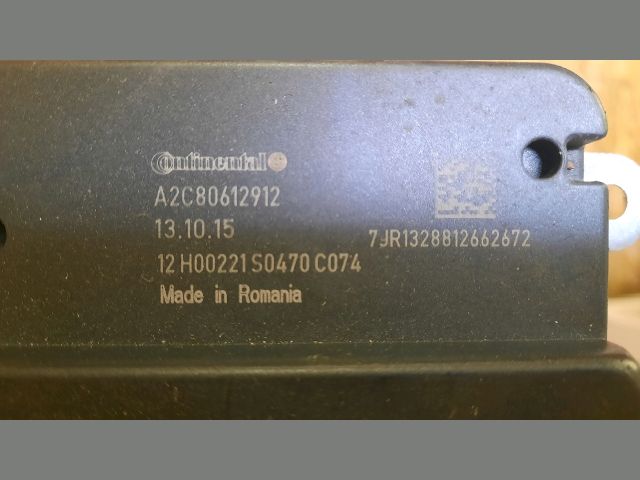 Continental
A2C80612912
13.10.15
7JR1328812662672
12 H00221 S0470 C074
Made in Romania